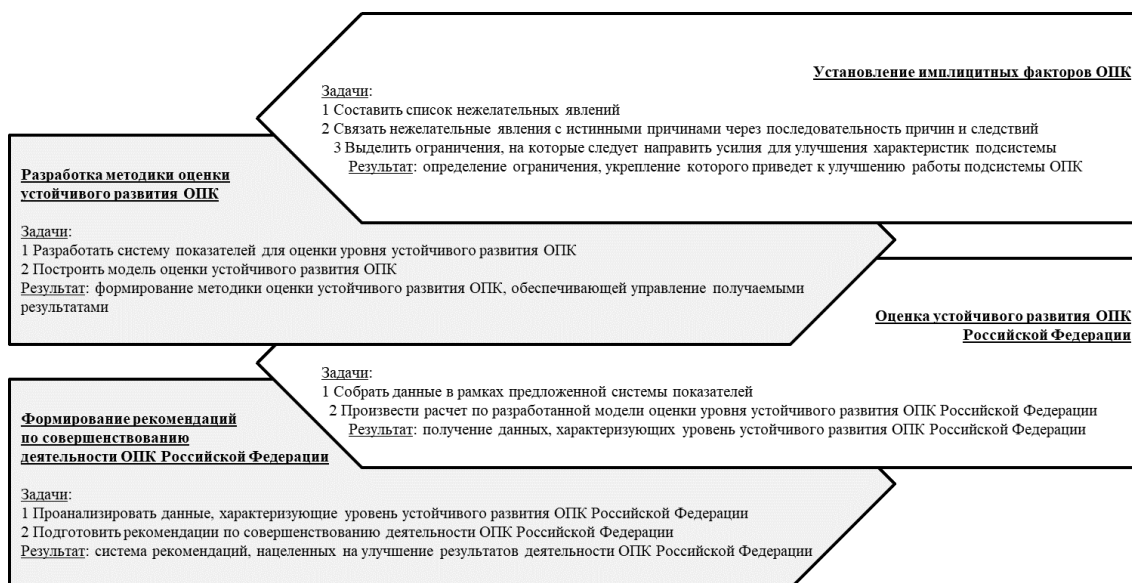 Установление имплицитных факторов ОПК
Задачи:
1 Составить список нежелательных явлений
2 Связать нежелательные явления с истинными причинами через последовательность причин и следствий
3 Выделить ограничения, на которые следует направить усилия для улучшения характеристик подсистемы
Результат: определение ограничения, укрепление которого приведет к улучшению работы подсистемы ОПК
Разработка методики оценки
устойчивого развития ОПК
Задачи:
1 Разработать систему показателей для оценки уровня устойчивого развития ОПК
2 Построить модель оценки устойчивого развития ОПК
Результат: формирование методики оценки устойчивого развития ОПК, обеспечивающей управление получаемыми
результатами
Оценка устойчивого развития ОПК
Российской Федерации
Задачи:
1 Собрать данные в рамках предложенной системы показателей
2 Произвести расчет по разработанной модели оценки уровня устойчивого развития ОПК Российской Федерации
Результат: получение данных, характеризующих уровень устойчивого развития ОПК Российской Федерации
Формирование рекомендаций
по совершенствованию
деятельности ОПК Российской Федерации
Задачи:
1 Проанализировать данные, характеризующие уровень устойчивого развития ОПК Российской Федерации
2 Подготовить рекомендации по совершенствованию деятельности ОПК Российской Федерации
Результат: система рекомендаций, нацеленных на улучшение результатов деятельности ОПК Российской Федерации